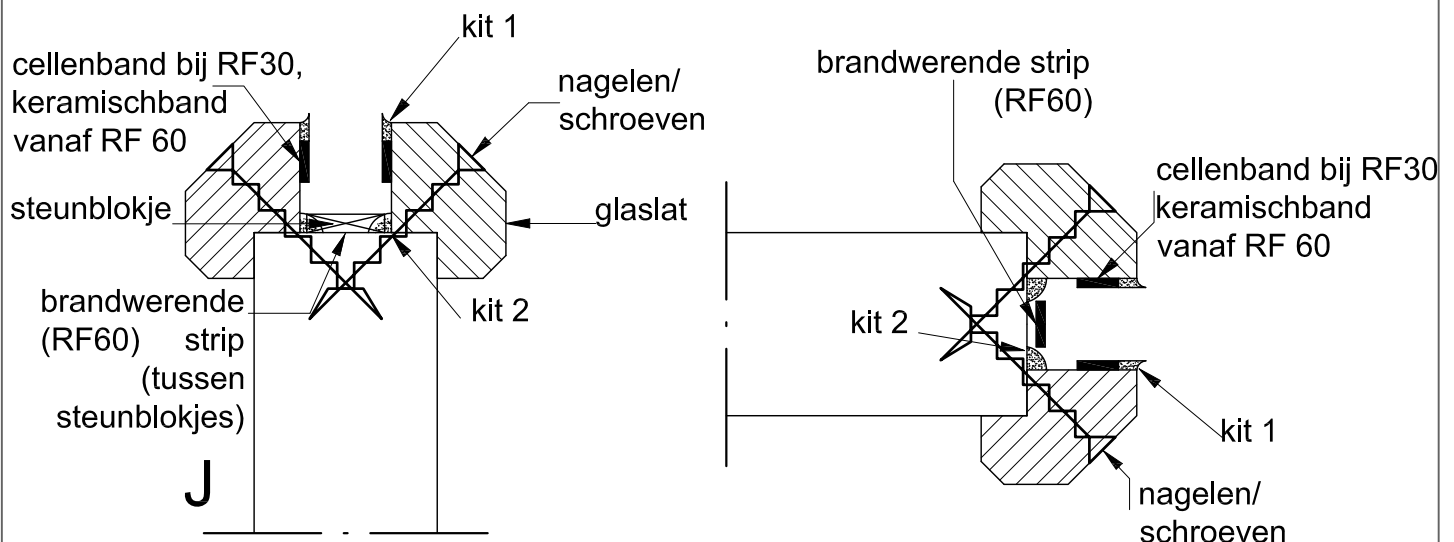 kit 1
cellenband bij RF30,
keramischband
vanaf RF 60
nagelen/
schroeven
steunblokje
glaslat
brandwerende
(RF60) strip
(tussen
steunblokjes)
kit 2
J
brandwerende strip
(RF60)
cellenband bij RF30
keramischband
vanaf RF 60
kit 2
kit 1
nagelen/
schroeven